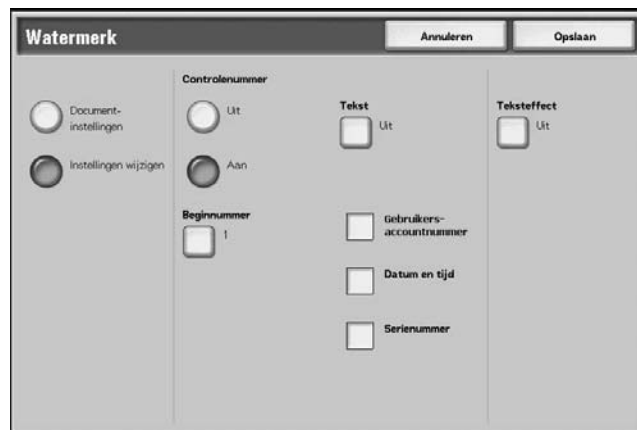 Watermerk
Annuleren
Opslaan
Document-
instellingen
Instellingen wijzigen
Controlenummer
Uit
Aan
Beginnummer
1
Tekst
Uit
Gebruikers-
accountnummer
Datum en tijd
Serienummer
Teksteffect
Uit